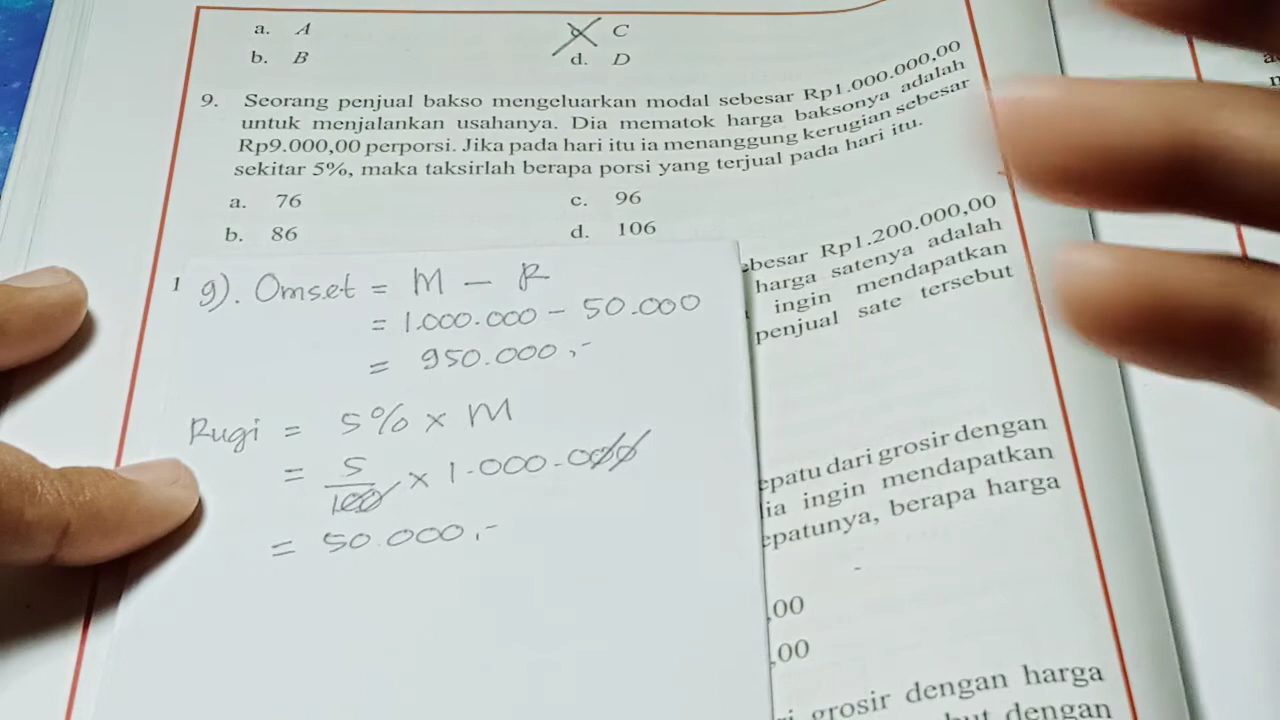 a. A
c. C
b. B
d. D
9. Seorang penjual bakso mengeluarkan modal sebesar Rp1.000.000,00
untuk menjalankan usahanya. Dia mematok harga baksonya adalah
Rp9.000,00 perporsi. Jika pada hari itu ia menanggung kerugian sebesar
sekitar 5%, maka taksirlah berapa porsi yang terjual pada hari itu.
a. 76
c. 96
b. 86
d. 106
1
besar Rp1.200.000,00
harga satenya adalah
ingin mendapatkan
penjual sate tersebut
9). Omset = M - R
= 1.000.000 - 50.000
= 950.000,-
Rugi = 5% × M
= 5/100 × 1.000.000
= 50.000,-
epatu dari grosir dengan
ia ingin mendapatkan
epatunya, berapa harga
,00
,00
grosir dengan harga
dengan